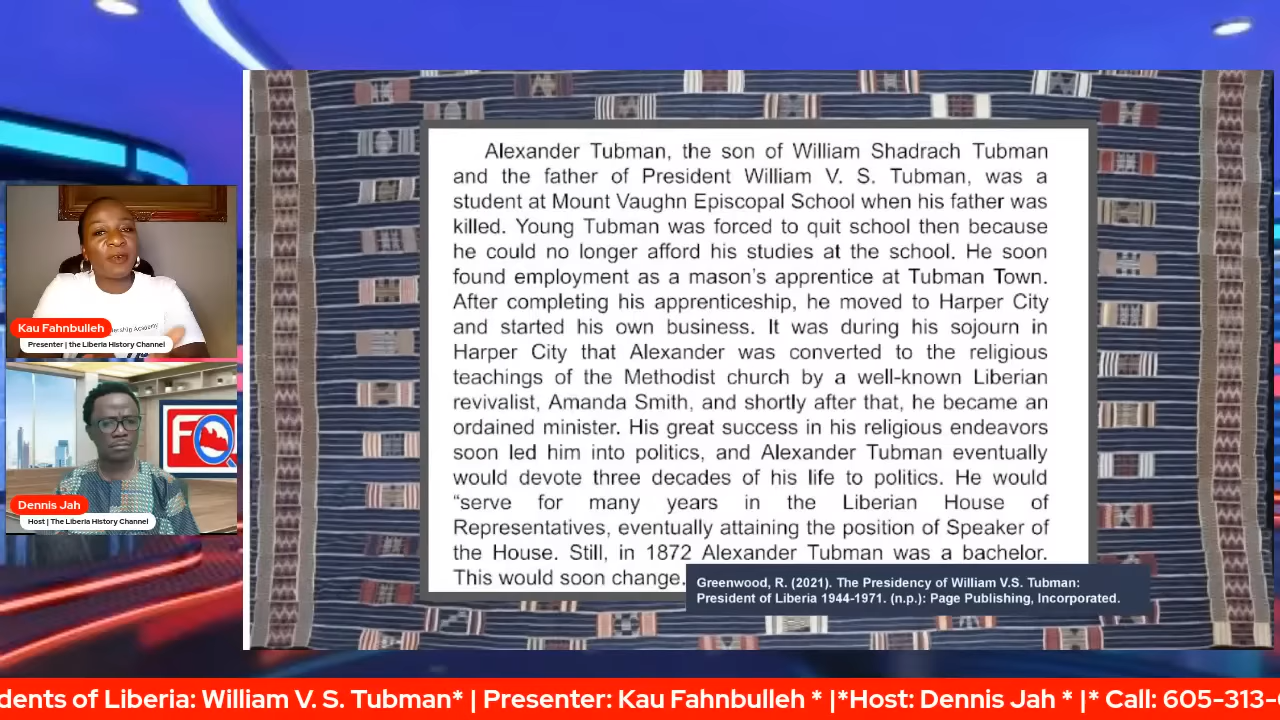 Alexander Tubman, the son of William Shadrach Tubman
and the father of President William V. S. Tubman, was a
student at Mount Vaughn Episcopal School when his father was
killed. Young Tubman was forced to quit school then because
he could no longer afford his studies at the school. He soon
found employment as a mason's apprentice at Tubman Town.
After completing his apprenticeship, he moved to Harper City
and started his own business. It was during his sojourn in
Harper City that Alexander was converted to the religious
teachings of the Methodist church by a well-known Liberian
revivalist, Amanda Smith, and shortly after that, he became an
ordained minister. His great success in his religious endeavors
soon led him into politics, and Alexander Tubman eventually
would devote three decades of his life to politics. He would
“serve for many years in the Liberian House of
Representatives, eventually attaining the position of Speaker of
the House. Still, in 1872 Alexander Tubman was a bachelor.
This would soon change.
Greenwood, R. (2021). The Presidency of William V.S. Tubman:
President of Liberia 1944-1971. (n.p.): Page Publishing, Incorporated.
Kau Fahnbulleh
Presenter | the Liberia History Channel
Academy
Dennis Jah
Host | The Liberia History Channel
dents of Liberia: William V. S. Tubman* | Presenter: Kau Fahnbulleh * |*Host: Dennis Jah * |* Call: 605-313-